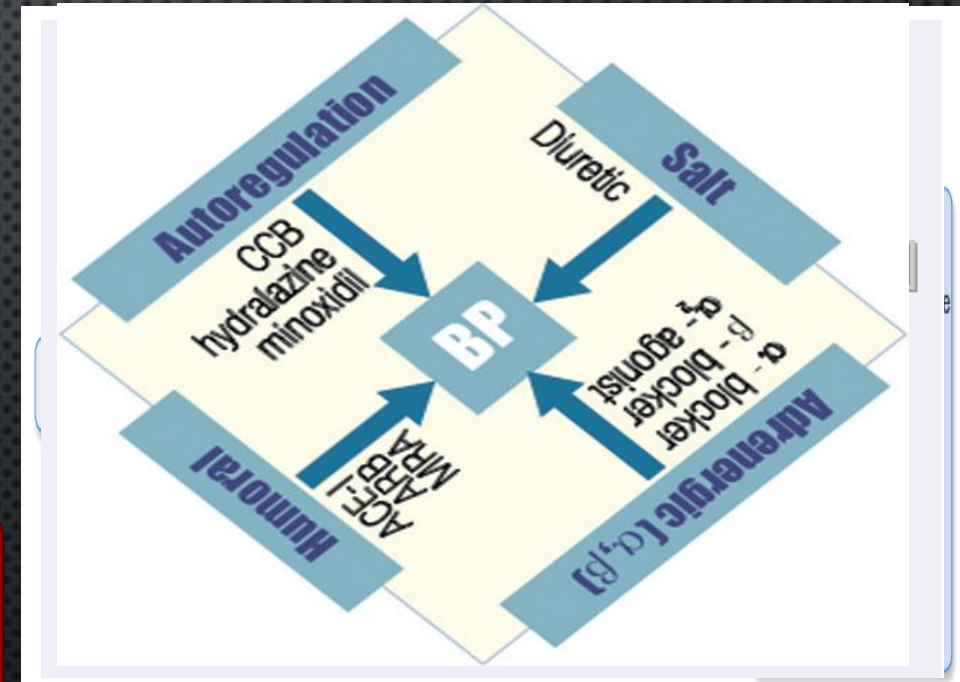 Autoregulation
CCB
hydralazine
minoxidil
Salt
Diuretic
BP
Humoral
ACE-I
ARB
MRA
Adrenergic (α,β)
α - blocker
β - blocker
α₂ - agonist
e